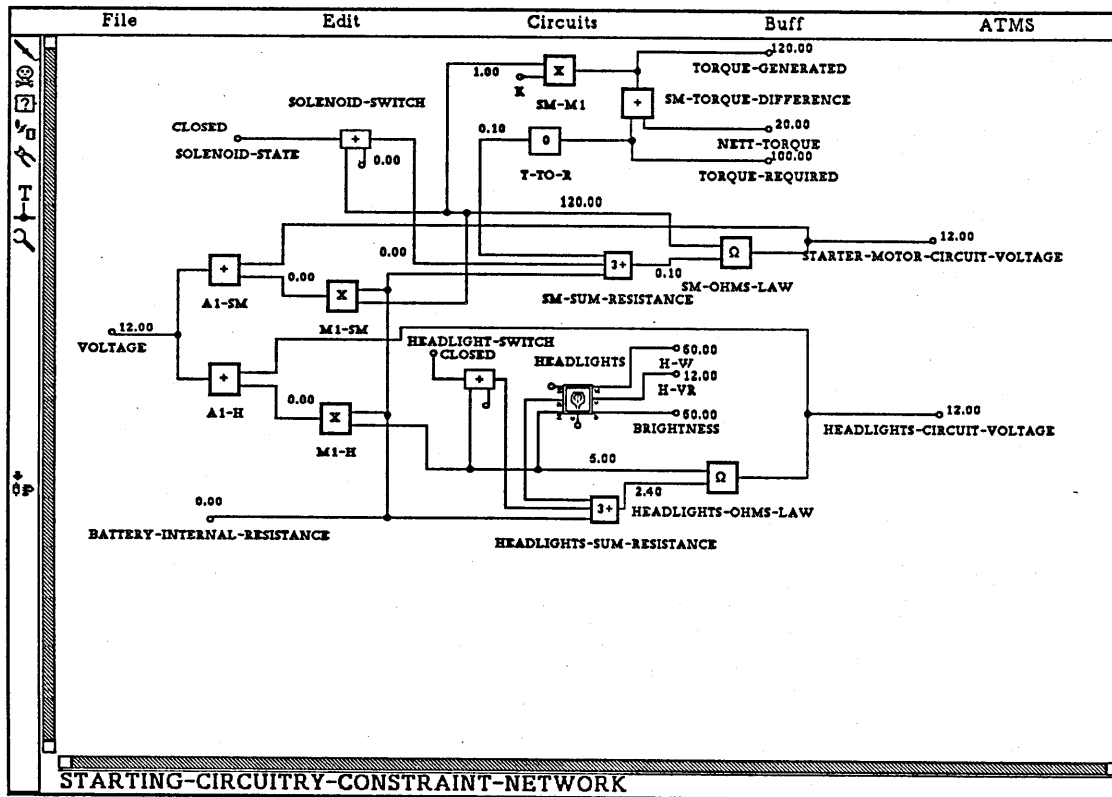 File Edit Circuits Buff ATMS
120.00
TORQUE-GENERATED
1.00
K
X
SM-M1
+
SM-TORQUE-DIFFERENCE
SOLENOID-SWITCH
CLOSED
SOLENOID-STATE
+
0.00
0.10
0
T-TO-R
20.00
NETT-TORQUE
100.00
TORQUE-REQUIRED
120.00
T
0.00
+
A1-SM
0.00
X
M1-SM
3+
0.10
SM-SUM-RESISTANCE
Ω
SM-OHMS-LAW
12.00
STARTER-MOTOR-CIRCUIT-VOLTAGE
12.00
VOLTAGE
HEADLIGHT-SWITCH
CLOSED
+
HEADLIGHTS
60.00
H-W
12.00
H-VR
60.00
BRIGHTNESS
+
A1-H
0.00
X
M1-H
12.00
HEADLIGHTS-CIRCUIT-VOLTAGE
5.00
Ω
2.40
HEADLIGHTS-OHMS-LAW
0.00
BATTERY-INTERNAL-RESISTANCE
3+
HEADLIGHTS-SUM-RESISTANCE
?
STARTING-CIRCUITRY-CONSTRAINT-NETWORK